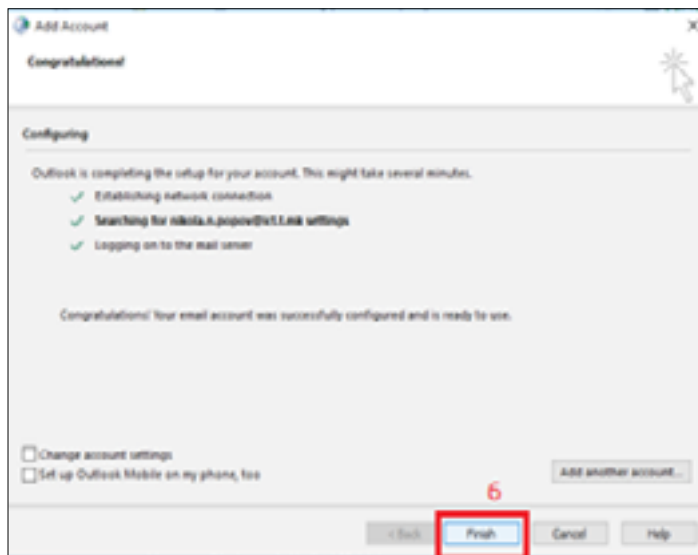 Add Account
Congratulations!
Configuring
Outlook is completing the setup for your account. This might take several minutes.
Establishing network connection
Searching for settings
Logging on to the mail server
Congratulations! Your email account was successfully configured and is ready to use.
Change account settings
Set up Outlook Mobile on my phone, too
Add another account...
6
< Back
Finish
Cancel
Help